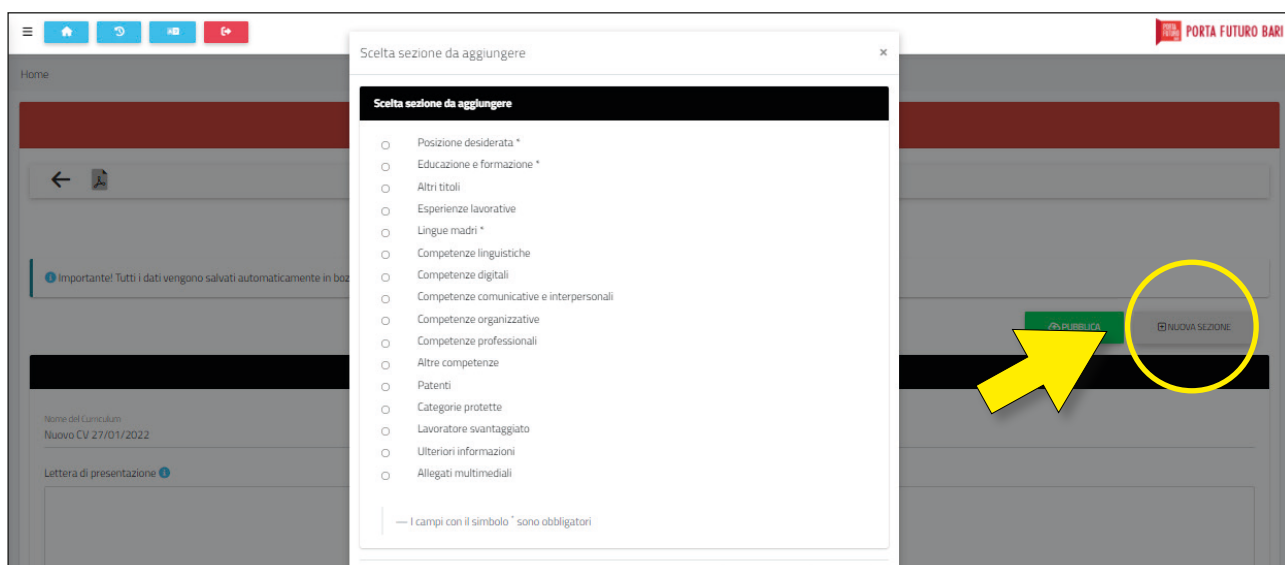 PORTA FUTURO BARI
Scelta sezione da aggiungere ×
Home
Scelta sezione da aggiungere
Posizione desiderata *
Educazione e formazione *
Altri titoli
Esperienze lavorative
Lingue madri *
Competenze linguistiche
Competenze digitali
Competenze comunicative e interpersonali
Competenze organizzative
Competenze professionali
Altre competenze
Patenti
Categorie protette
Lavoratore svantaggiato
Ulteriori informazioni
Allegati multimediali
— I campi con il simbolo * sono obbligatori
Importante! Tutti i dati vengono salvati automaticamente in boz
PUBBLICA
NUOVA SEZIONE
Nome del Curriculum
Nuovo CV 27/01/2022
Lettera di presentazione